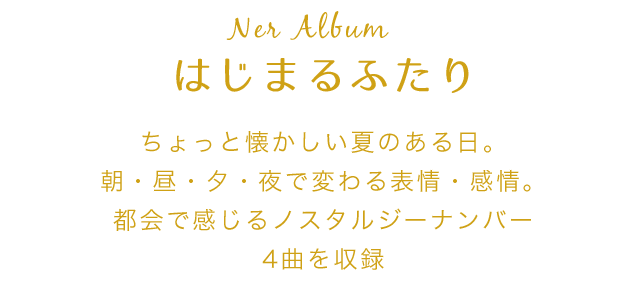 Ner Album
はじまるふたり
ちょっと懐かしい夏のある日。
朝・昼・夕・夜で変わる表情・感情。
都会で感じるノスタルジーナンバー
4曲を収録